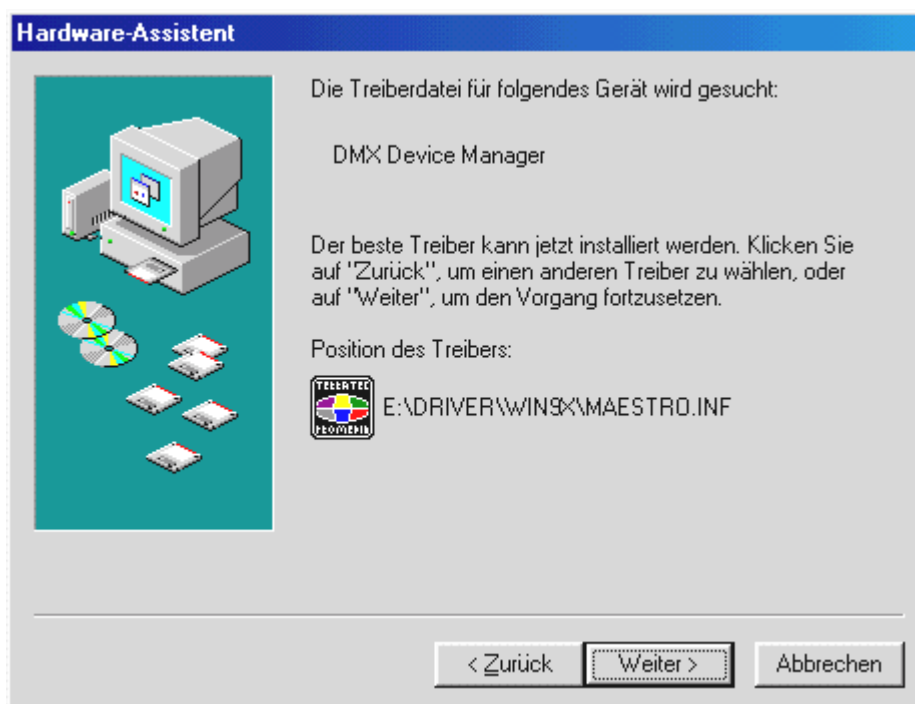 Hardware-Assistent
Die Treiberdatei für folgendes Gerät wird gesucht:
DMX Device Manager
Der beste Treiber kann jetzt installiert werden. Klicken Sie
auf "Zurück", um einen anderen Treiber zu wählen, oder
auf "Weiter", um den Vorgang fortzusetzen.
Position des Treibers:
TERRATEC
PROMEDIA
E:\DRIVER\WIN9X\MAESTRO.INF
< Zurück
Weiter >
Abbrechen